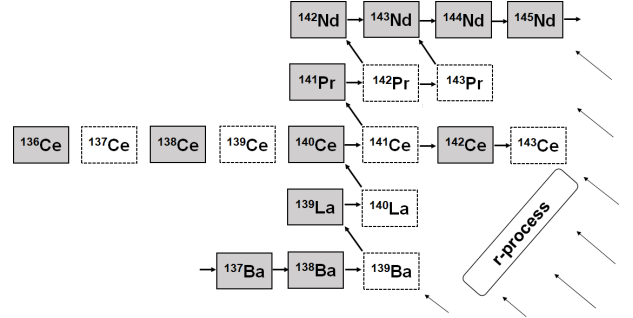 ¹⁴²Nd ¹⁴³Nd ¹⁴⁴Nd ¹⁴⁵Nd
¹⁴¹Pr ¹⁴²Pr ¹⁴³Pr
¹³⁶Ce ¹³⁷Ce ¹³⁸Ce ¹³⁹Ce ¹⁴⁰Ce ¹⁴¹Ce ¹⁴²Ce ¹⁴³Ce
¹³⁹La ¹⁴⁰La
r-process
¹³⁷Ba ¹³⁸Ba ¹³⁹Ba